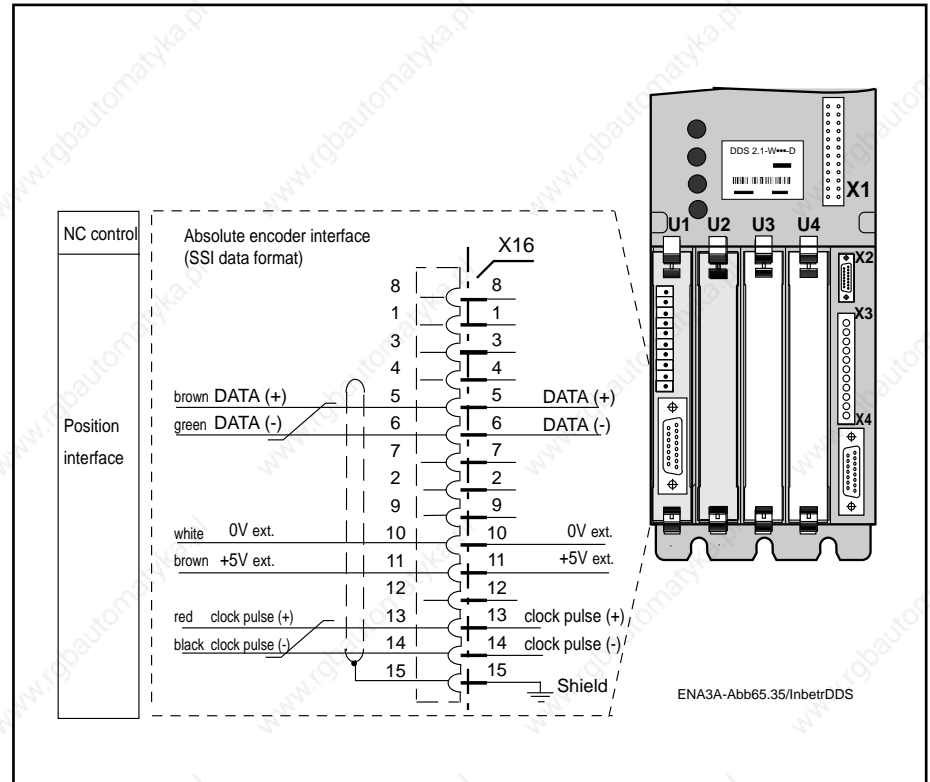 DDS 2.1-W•••-D
X1
U1 U2 U3 U4
X2
X3
X4
NC control
Position
interface
Absolute encoder interface
(SSI data format)
X16
8 8
1 1
3 3
4 4
brown DATA (+) 5 5 DATA (+)
green DATA (-) 6 6 DATA (-)
7 7
2 2
9 9
white 0V ext. 10 10 0V ext.
brown +5V ext. 11 11 +5V ext.
12 12
red clock pulse (+) 13 13 clock pulse (+)
black clock pulse (-) 14 14 clock pulse (-)
15 15 Shield
ENA3A-Abb65.35/InbetrDDS
www.rgbautomatyka.pl